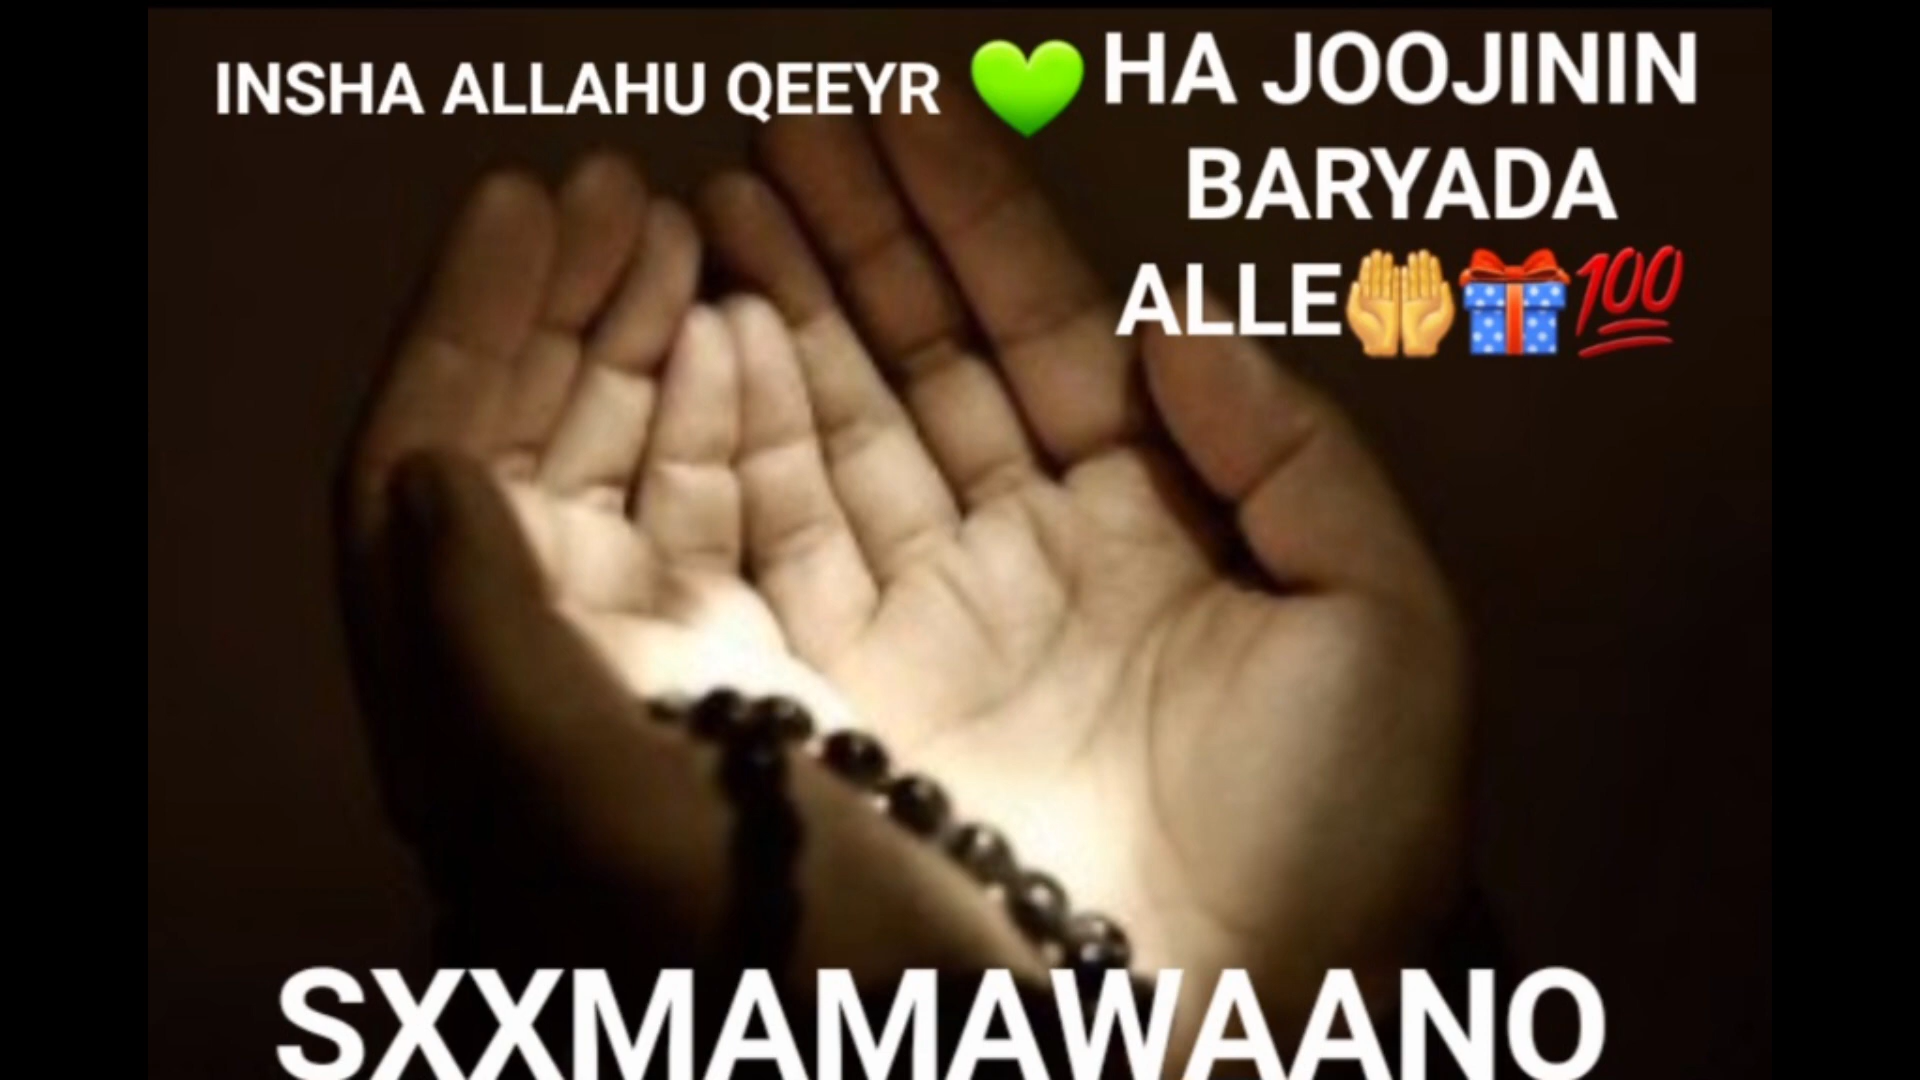 INSHA ALLAHU QEEYR 💚
HA JOOJININ
BARYADA
ALLE🤲🎁💯
SXXMAMAWAANO